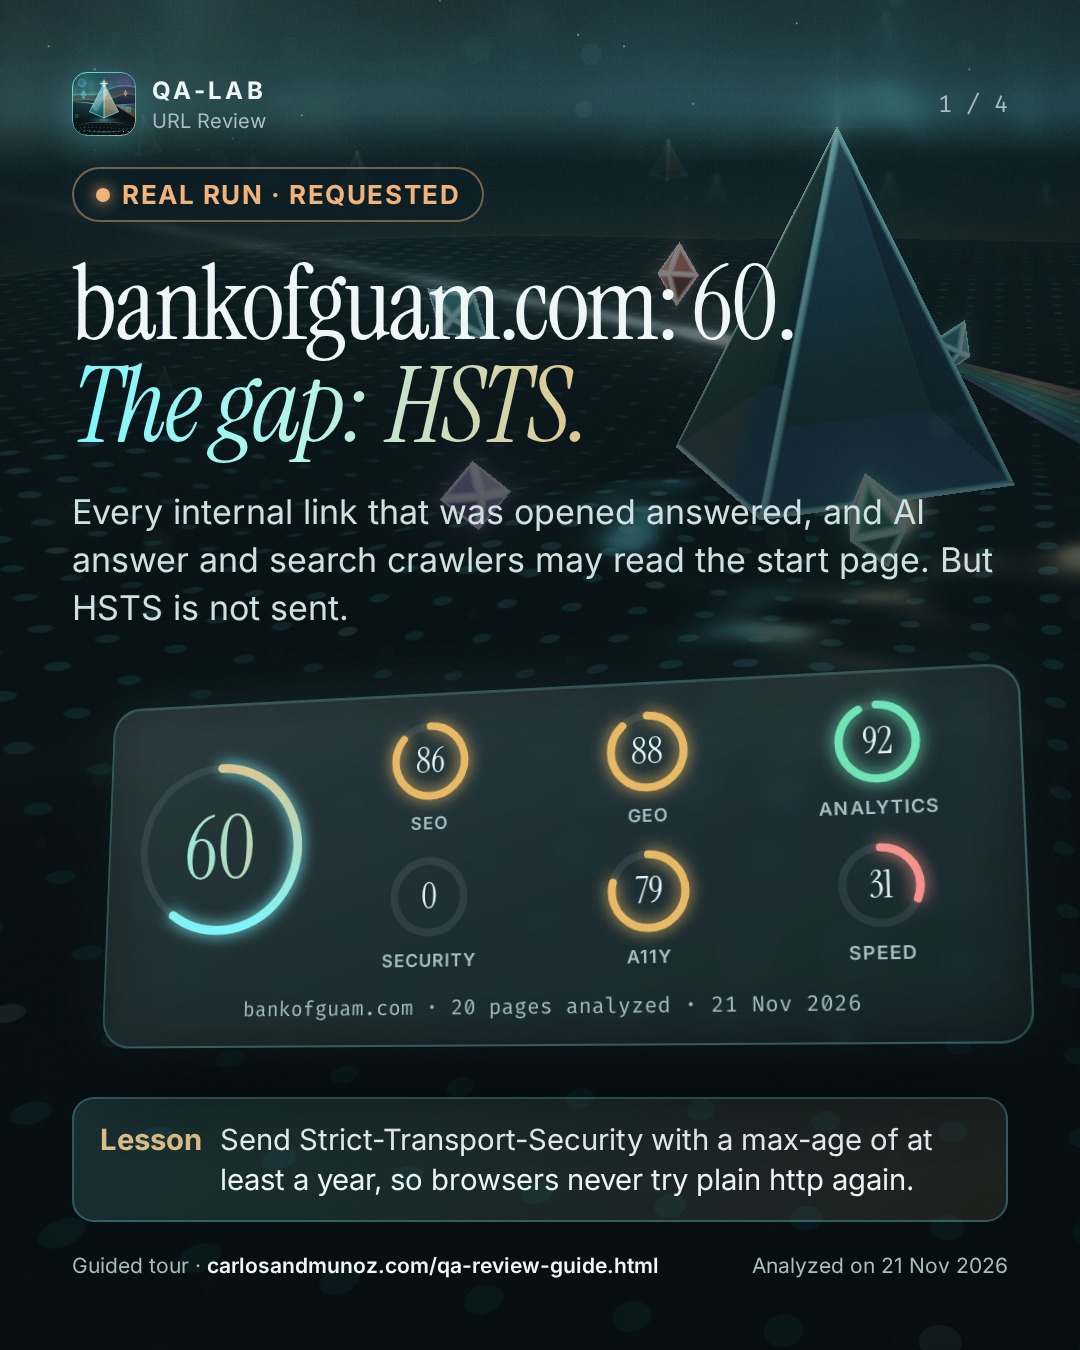 QA-LAB
URL Review
1 / 4
REAL RUN · REQUESTED
bankofguam.com: 60.
The gap: HSTS.
Every internal link that was opened answered, and AI
answer and search crawlers may read the start page. But
HSTS is not sent.
60
86
SEO
88
GEO
92
ANALYTICS
0
SECURITY
79
A11Y
31
SPEED
bankofguam.com · 20 pages analyzed · 21 Nov 2026
Lesson Send Strict-Transport-Security with a max-age of at
least a year, so browsers never try plain http again.
Guided tour · carlosandmunoz.com/qa-review-guide.html
Analyzed on 21 Nov 2026